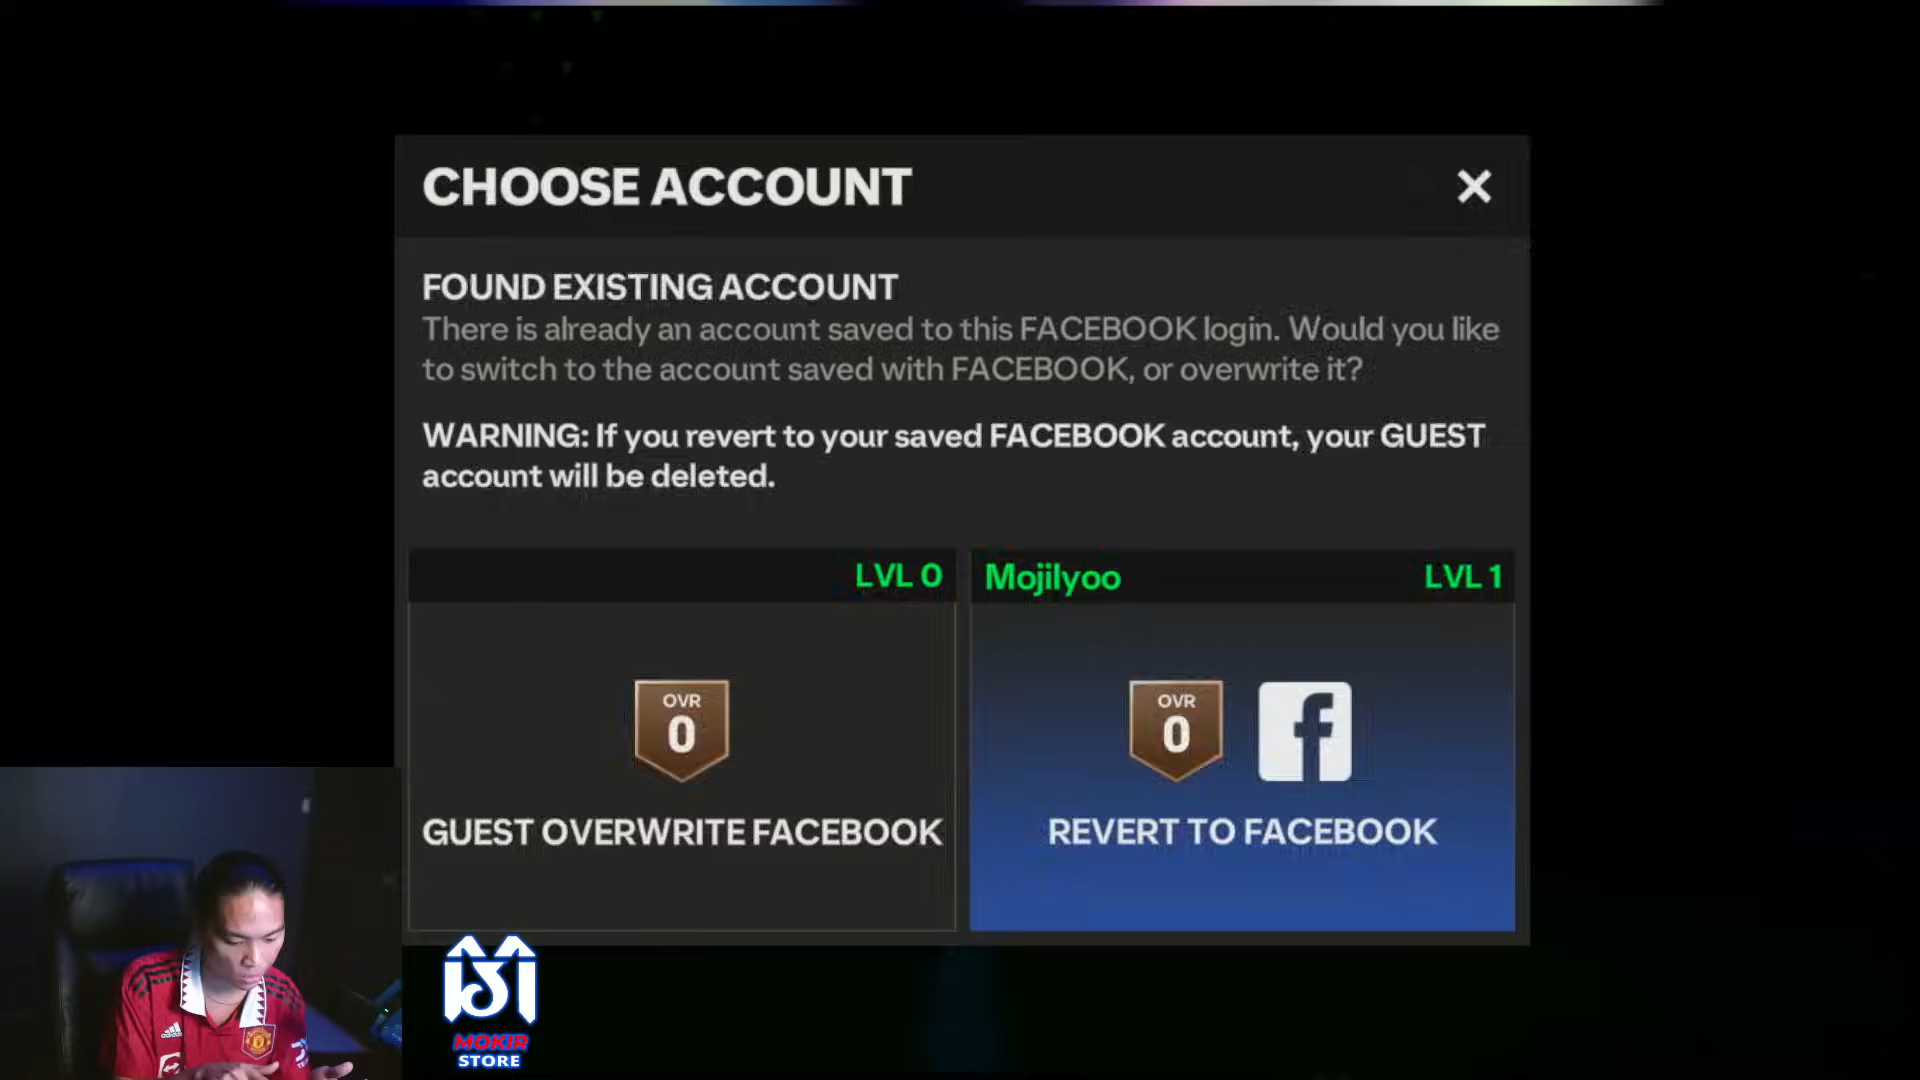 CHOOSE ACCOUNT
FOUND EXISTING ACCOUNT
There is already an account saved to this FACEBOOK login. Would you like
to switch to the account saved with FACEBOOK, or overwrite it?
WARNING: If you revert to your saved FACEBOOK account, your GUEST
account will be deleted.
LVL 0
Mojilyoo LVL 1
OVR
0
OVR
0
GUEST OVERWRITE FACEBOOK
REVERT TO FACEBOOK
MOKIR
STORE
adidas